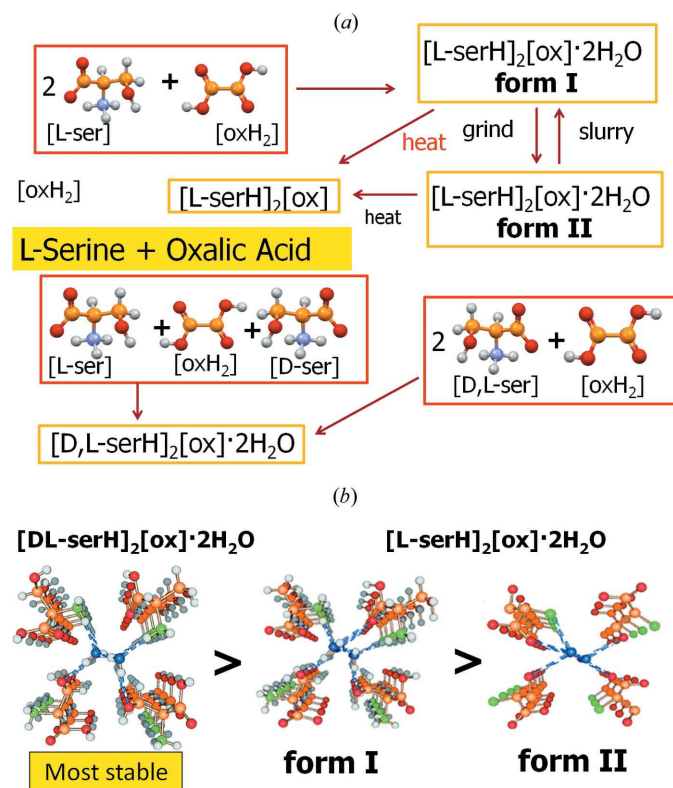 (a)
2
+
[L-ser]
[oxH₂]
[L-serH]₂[ox]·2H₂O
form I
heat
grind
slurry
[oxH₂]
[L-serH]₂[ox]
heat
[L-serH]₂[ox]·2H₂O
form II
L-Serine + Oxalic Acid
+
+
[L-ser]
[oxH₂]
[D-ser]
2
+
[D,L-ser]
[oxH₂]
[D,L-serH]₂[ox]·2H₂O
(b)
[DL-serH]₂[ox]·2H₂O
[L-serH]₂[ox]·2H₂O
>
>
Most stable
form I
form II